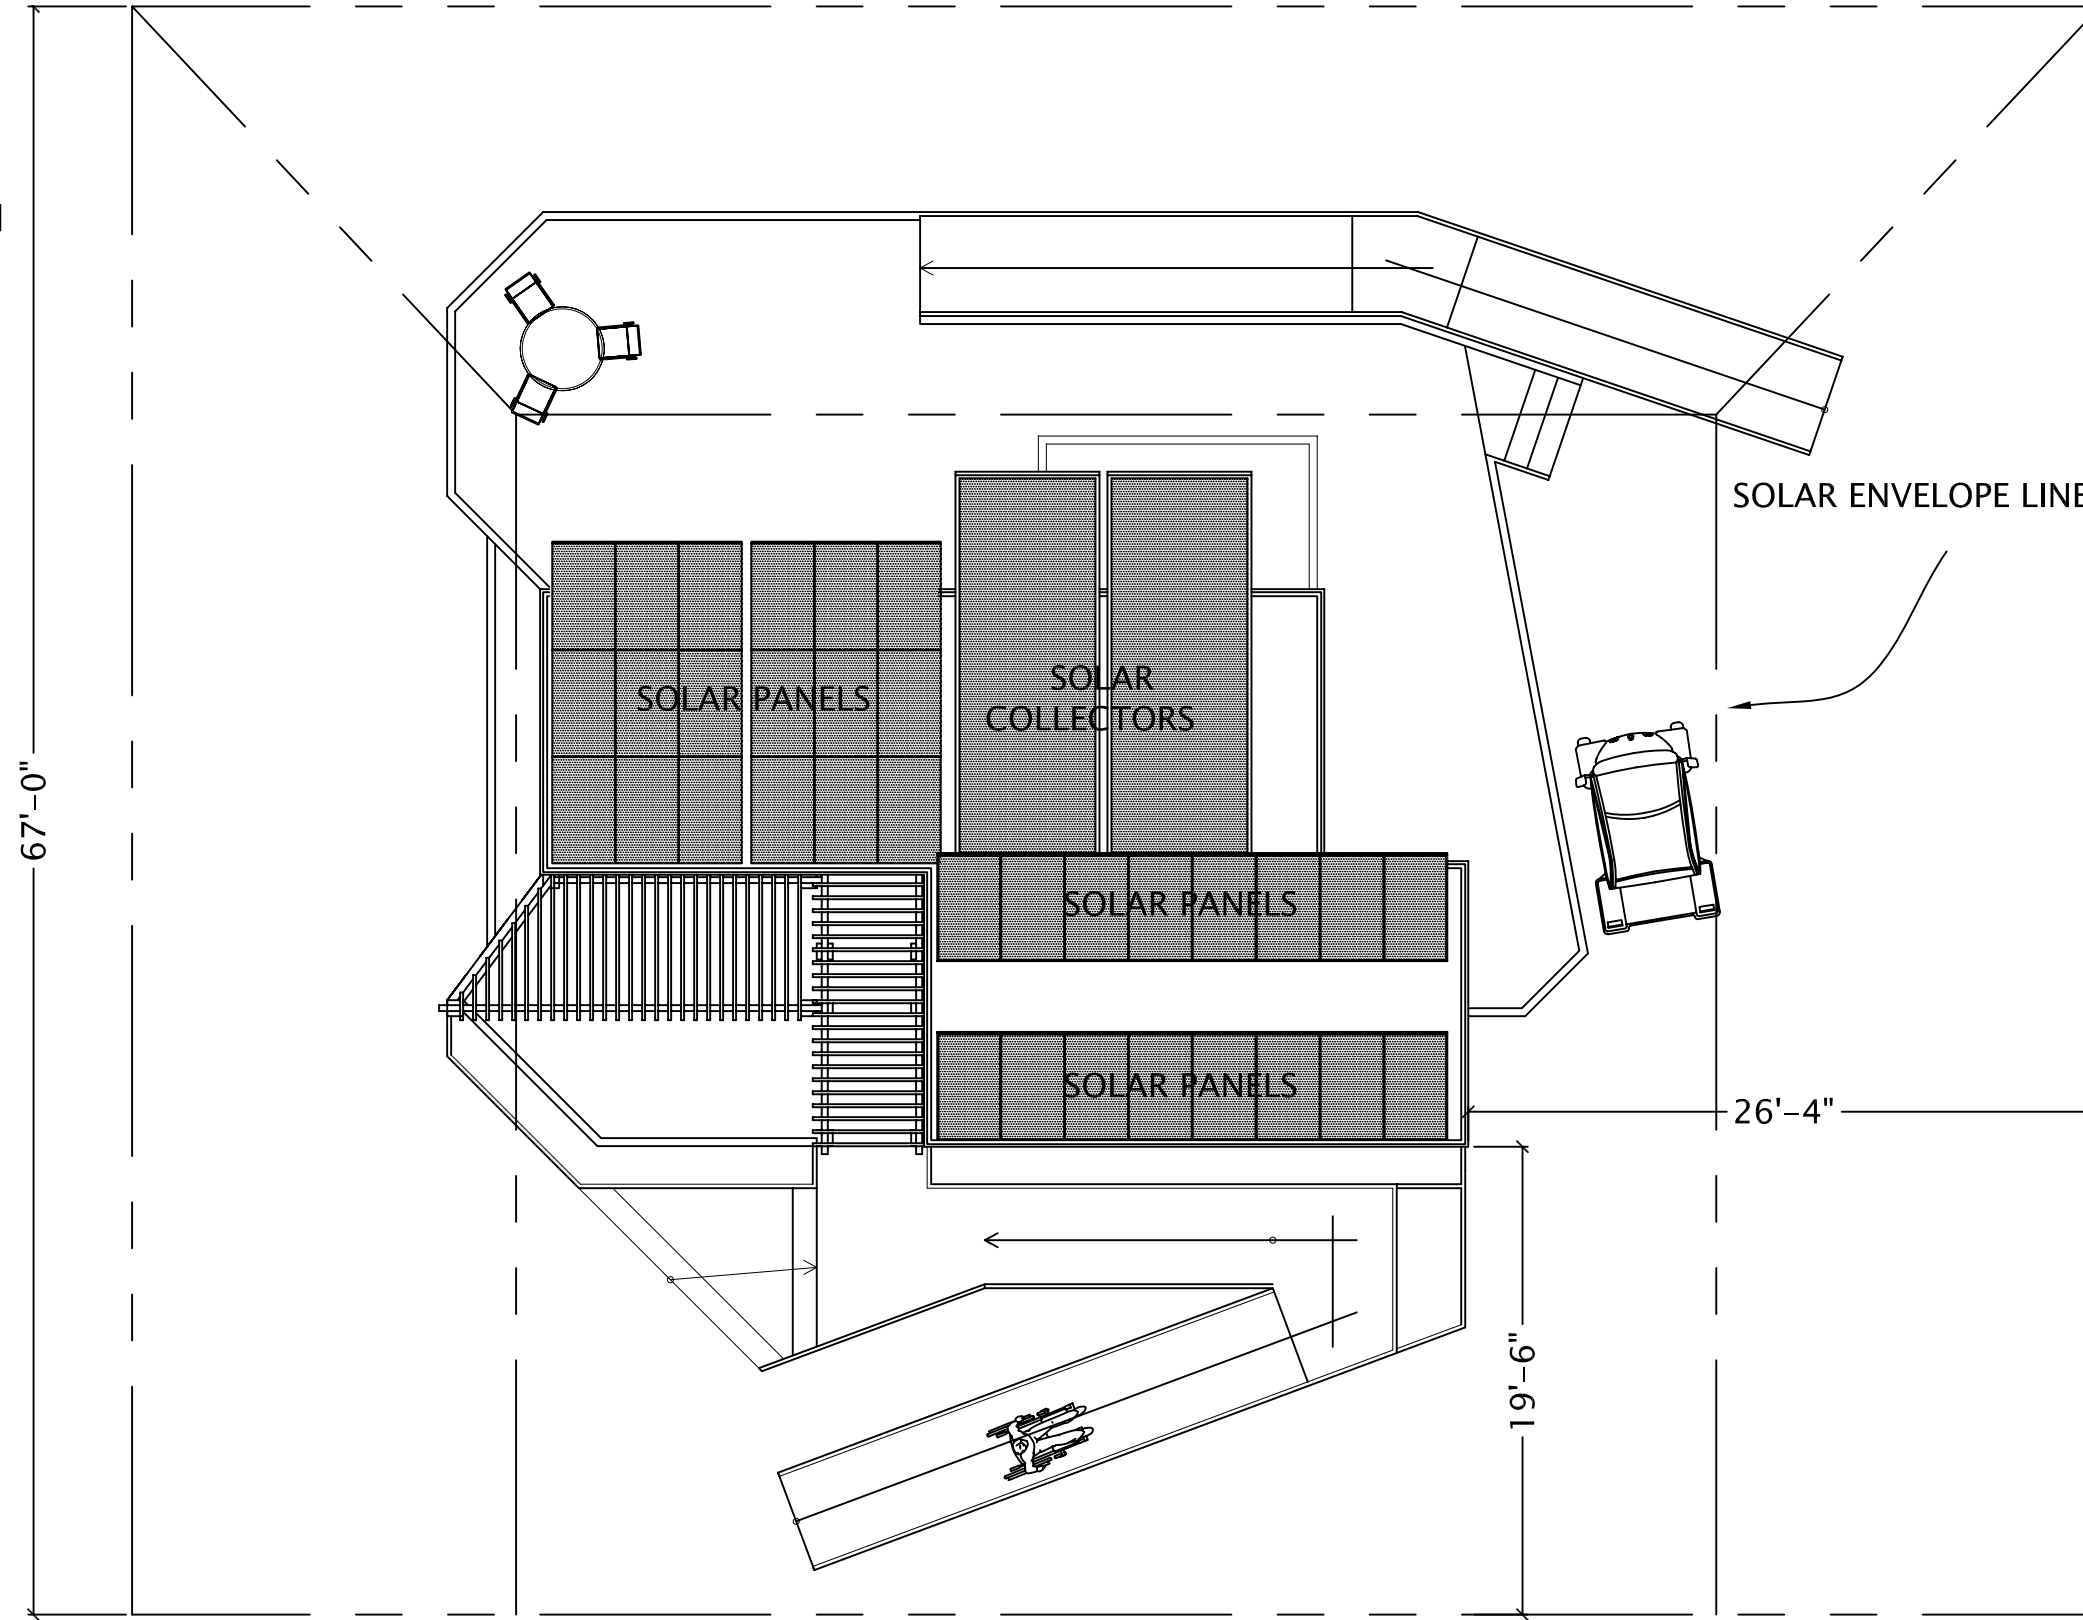 SOLAR ENVELOPE LINE
SOLAR PANELS
SOLAR
COLLECTORS
67'-0"
SOLAR PANELS
SOLAR PANELS
26'-4"
19'-6"